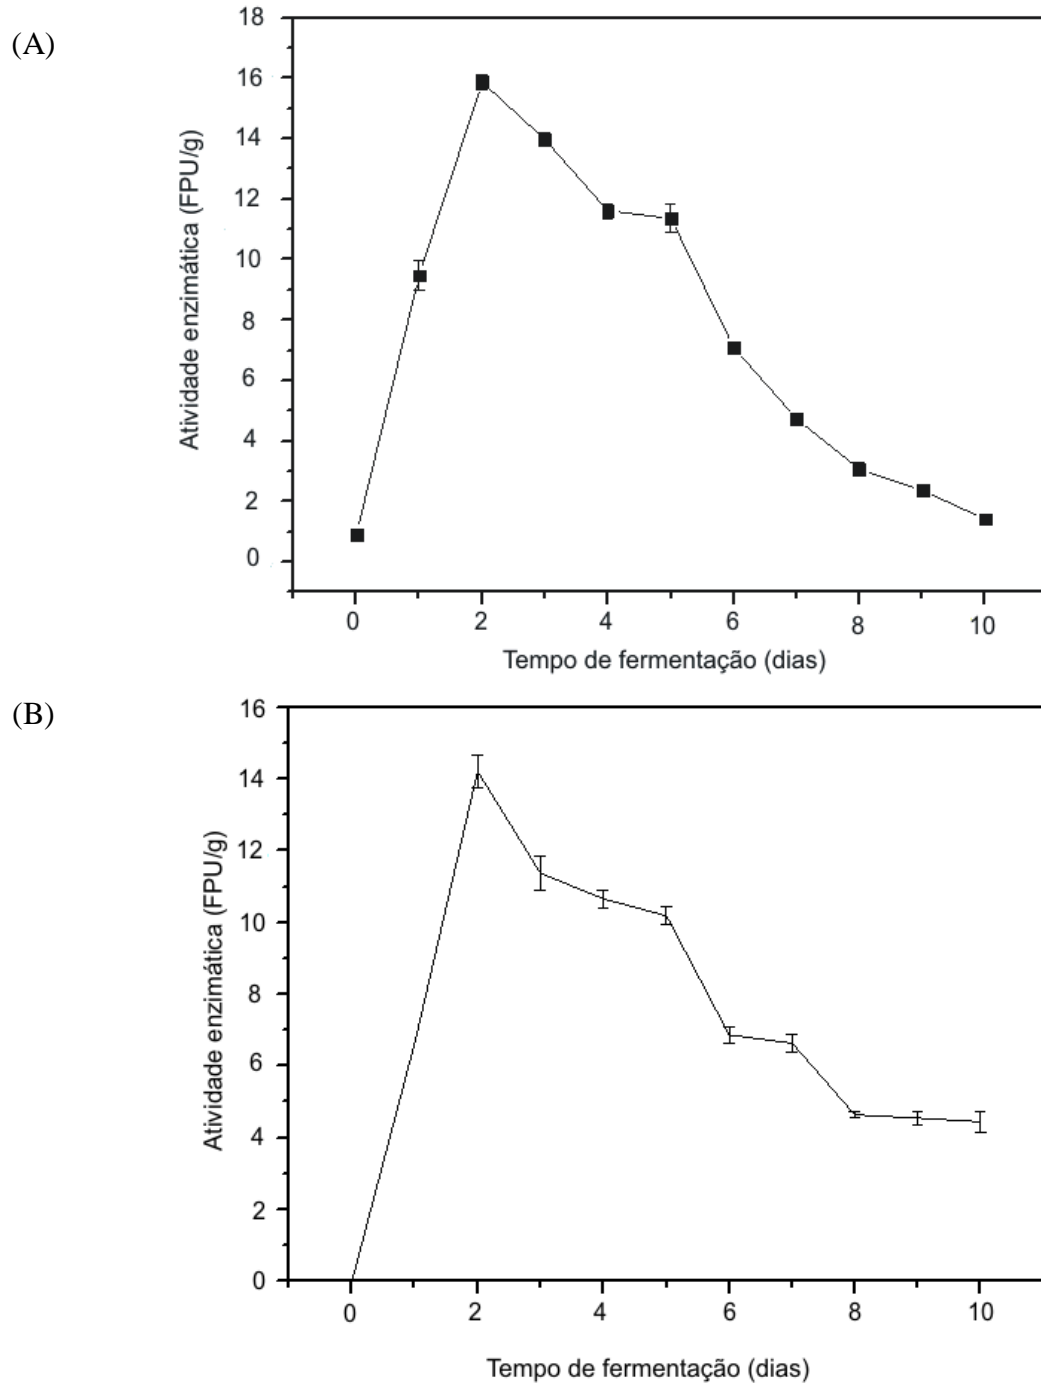 (A)
18
16
14
12
10
8
6
4
2
0
Atividade enzimática (FPU/g)
0 2 4 6 8 10
Tempo de fermentação (dias)
(B)
16
14
12
10
8
6
4
2
0
Atividade enzimática (FPU/g)
0 2 4 6 8 10
Tempo de fermentação (dias)